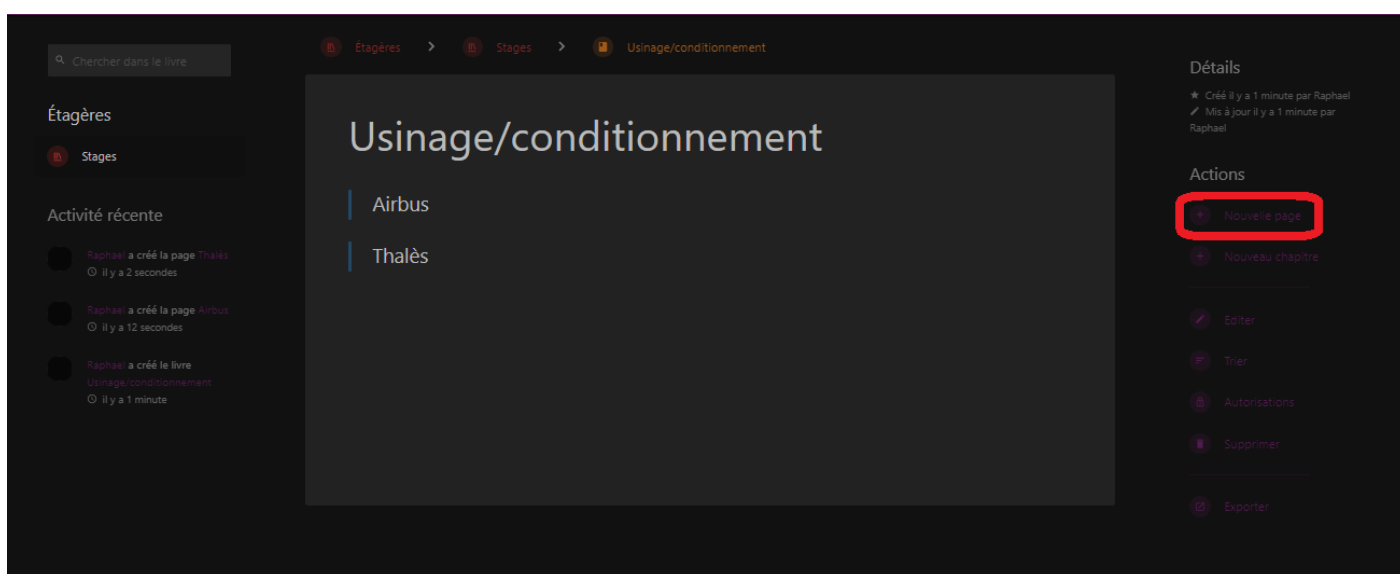 Chercher dans le livre
Étagères
Stages
Activité récente
Raphael a créé la page Thalès
il y a 2 secondes
Raphael a créé la page Airbus
il y a 12 secondes
Raphael a créé le livre
Usinage/conditionnement
il y a 1 minute
Étagères > Stages > Usinage/conditionnement
Usinage/conditionnement
Airbus
Thalès
Détails
Créé il y a 1 minute par Raphael
Mis à jour il y a 1 minute par
Raphael
Actions
Nouvelle page
Nouveau chapitre
Editer
Trier
Autorisations
Supprimer
Exporter